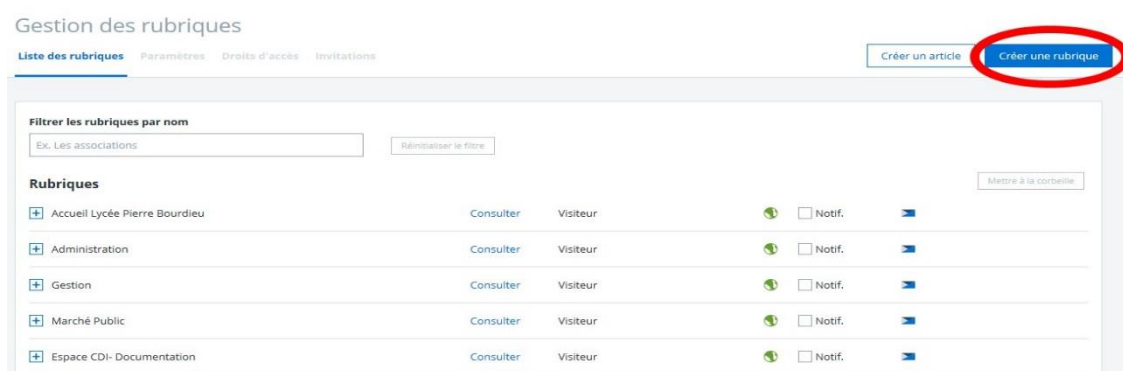 Gestion des rubriques
Liste des rubriques Paramètres Droits d'accès Invitations Créer un article Créer une rubrique
Filtrer les rubriques par nom
Ex. Les associations Réinitialiser le filtre
Rubriques Mettre à la corbeille
Accueil Lycée Pierre Bourdieu Consulter Visiteur Notif.
Administration Consulter Visiteur Notif.
Gestion Consulter Visiteur Notif.
Marché Public Consulter Visiteur Notif.
Espace CDI- Documentation Consulter Visiteur Notif.